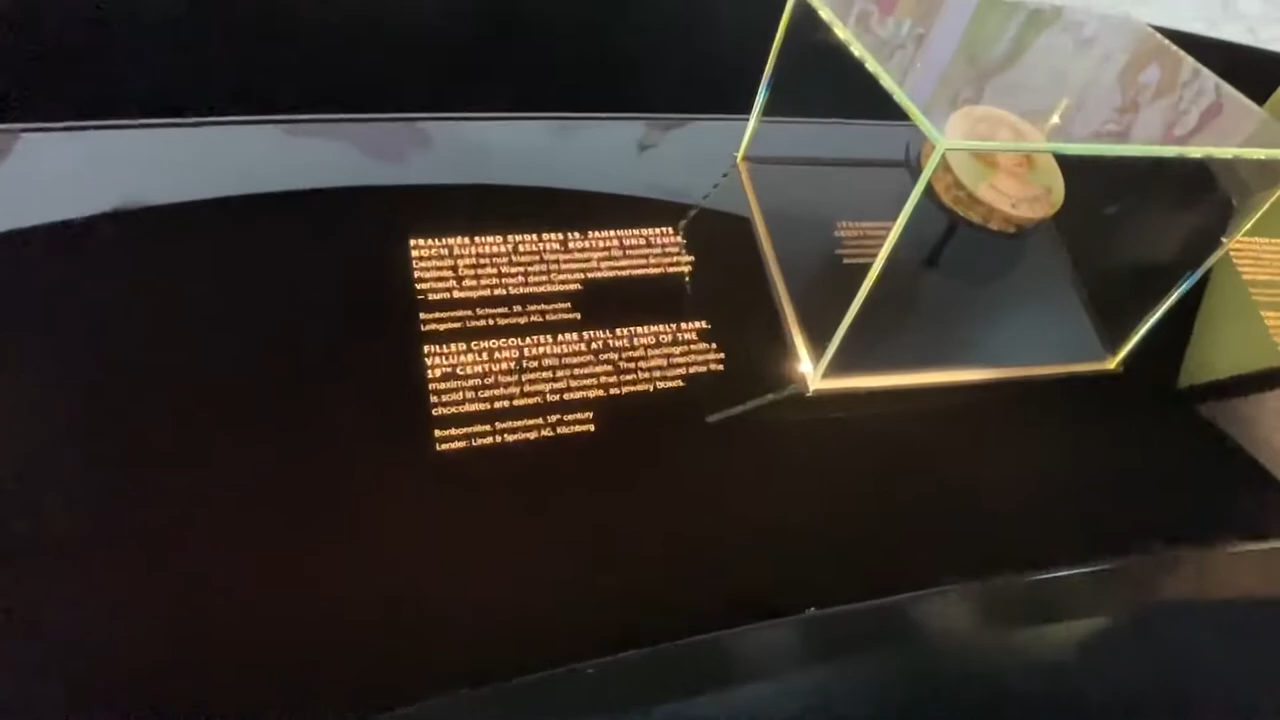 PRALINÉS SIND ENDE DES 19. JAHRHUNDERTS
NOCH ÄUSSERST SELTEN, KOSTBAR UND TEUER.
Deshalb gibt es nur kleine Verpackungen für maximal vier
Pralinés. Die edle Ware wird in liebevoll gestalteten
verkauft, die sich nach dem Genuss wiederverwenden lassen
– zum Beispiel als Schmuckdosen.
Bonbonnière, Schweiz, 19. Jahrhundert
Leihgeber: Lindt & Sprüngli AG, Kilchberg
FILLED CHOCOLATES ARE STILL EXTREMELY RARE,
VALUABLE AND EXPENSIVE AT THE END OF THE
19TH CENTURY. For this reason, only small packages with a
maximum of four pieces are available. The quality merchandise
is sold in carefully designed boxes that can be reused after the
chocolates are eaten, for example, as jewelry boxes.
Bonbonnière, Switzerland, 19th century
Lender: Lindt & Sprüngli AG, Kilchberg